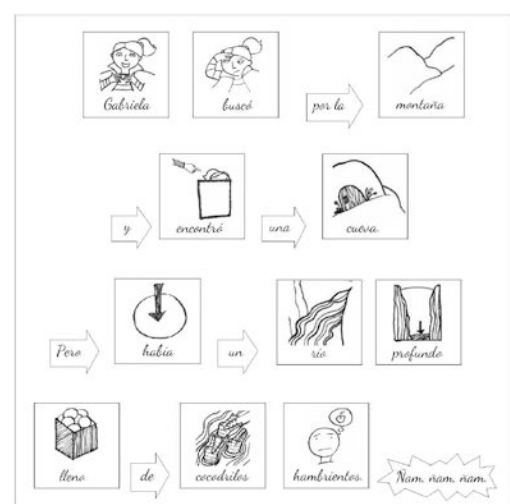 Gabriela buscó por la montaña
y encontró una cueva.
Pero había un río profundo
lleno de cocodrilos hambrientos. Ñam, ñam, ñam.